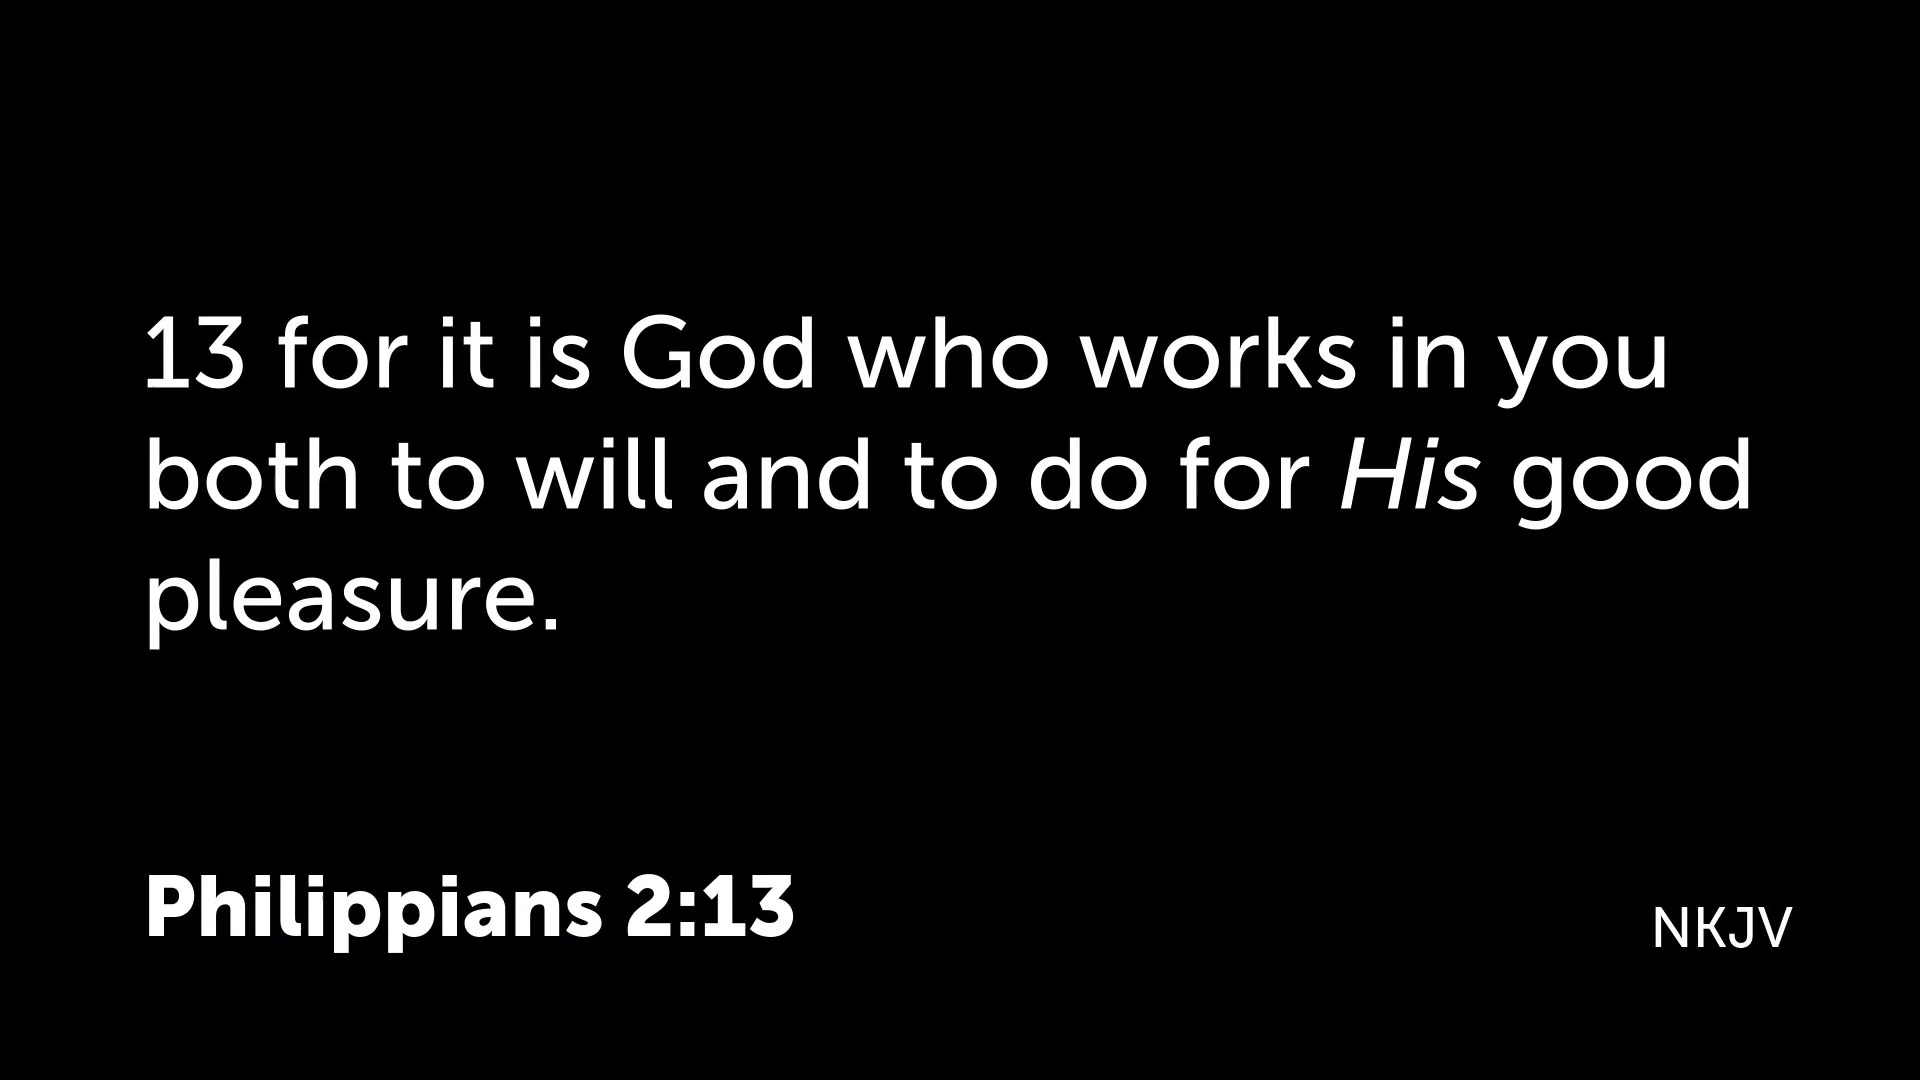 13 for it is God who works in you
both to will and to do for His good
pleasure.
Philippians 2:13
NKJV